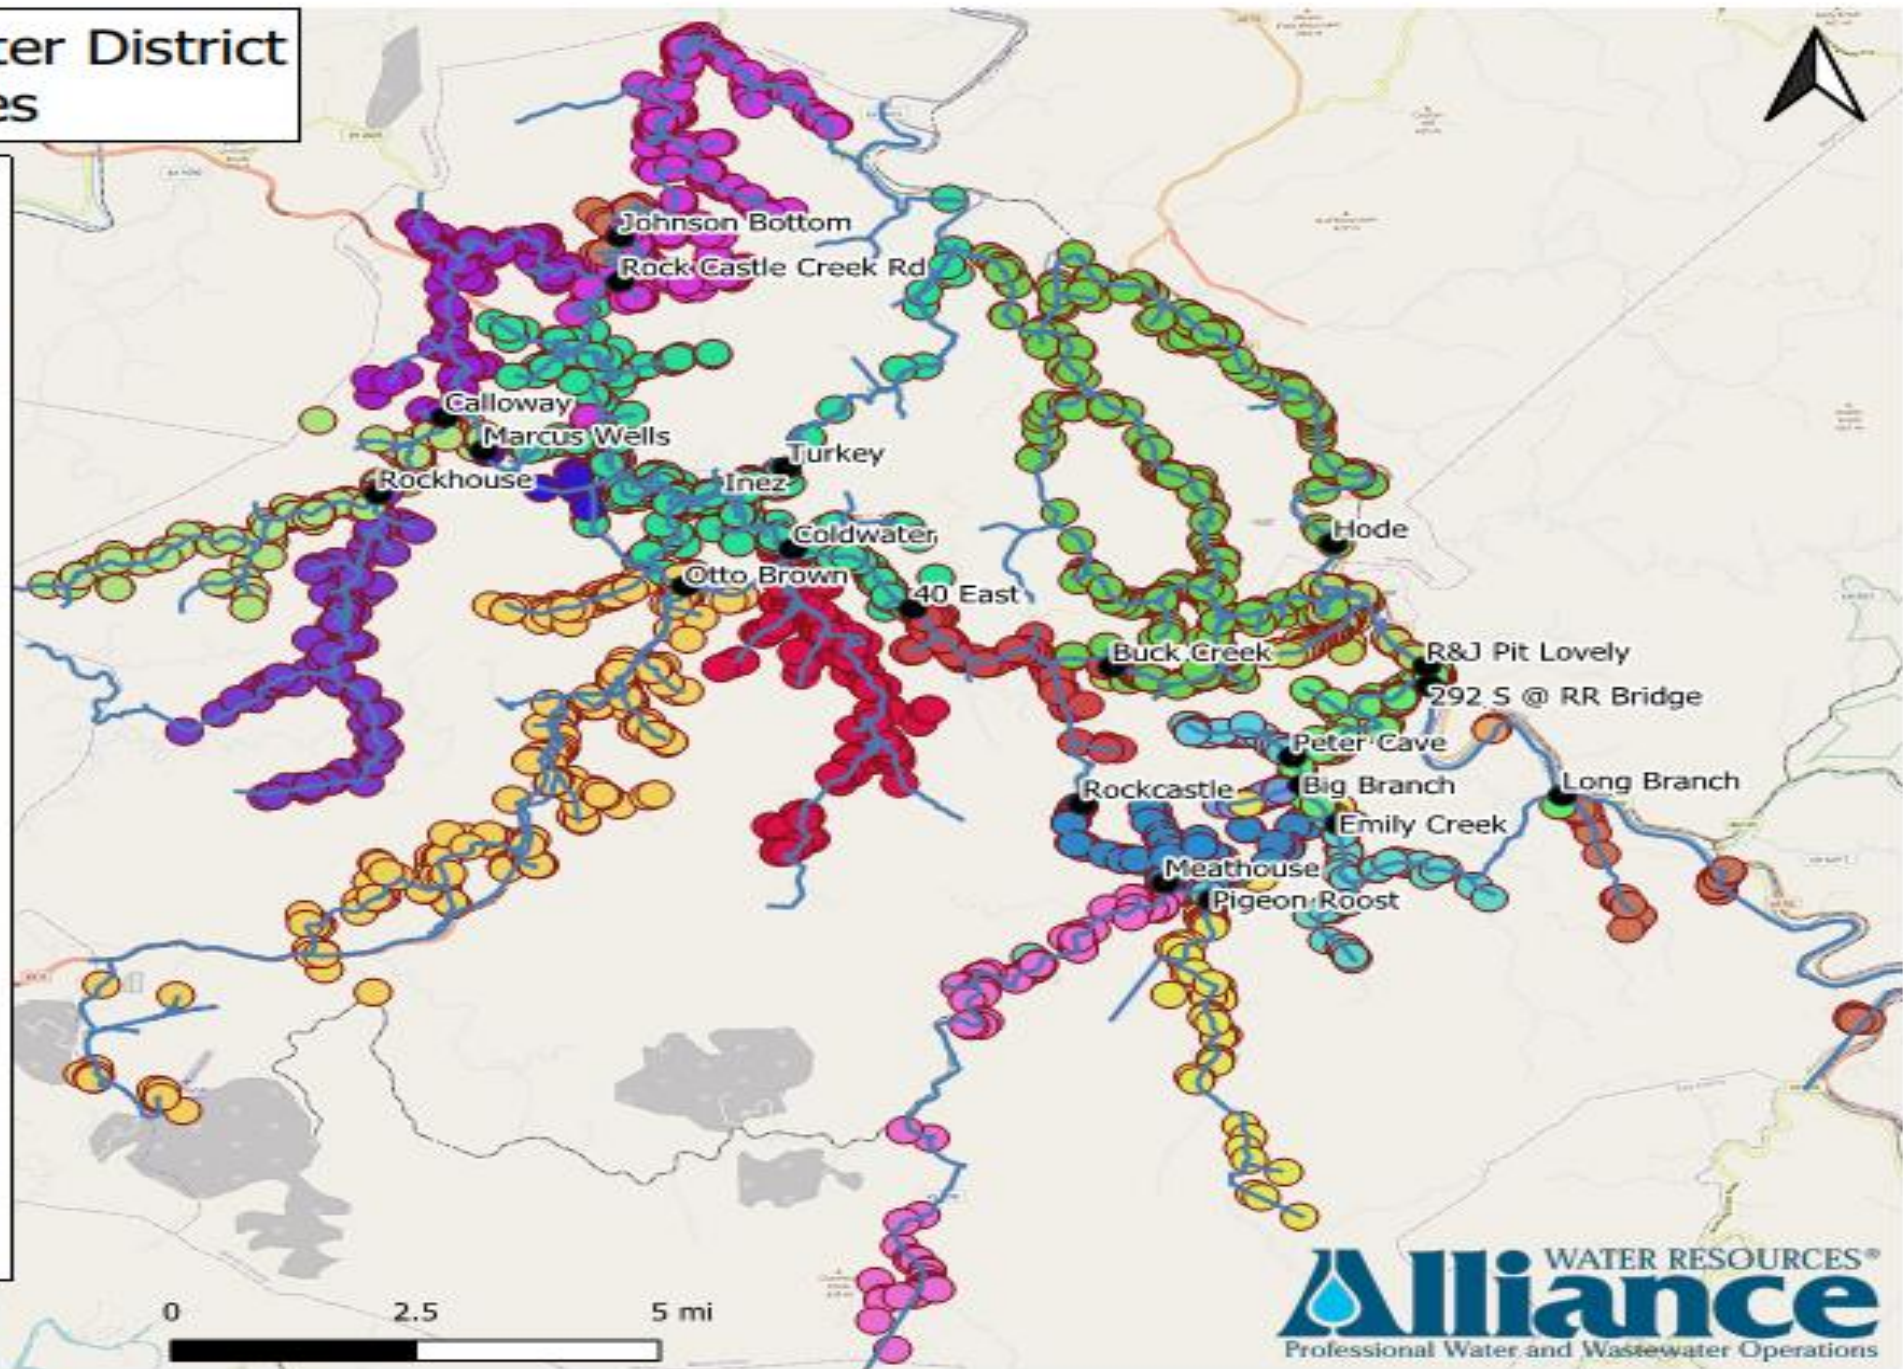 ter District
es
Johnson Bottom
Rock Castle Creek Rd
Calloway
Marcus Wells
Turkey
Rockhouse
Inez
Hode
Coldwater
Otto Brown
40 East
Buck Creek
R&J Pit Lovely
292 S @ RR Bridge
Peter Cave
Rockcastle
Big Branch
Long Branch
Emily Creek
Meathouse
Pigeon Roost
0 2.5 5 mi
WATER RESOURCES®
Alliance
Professional Water and Wastewater Operations